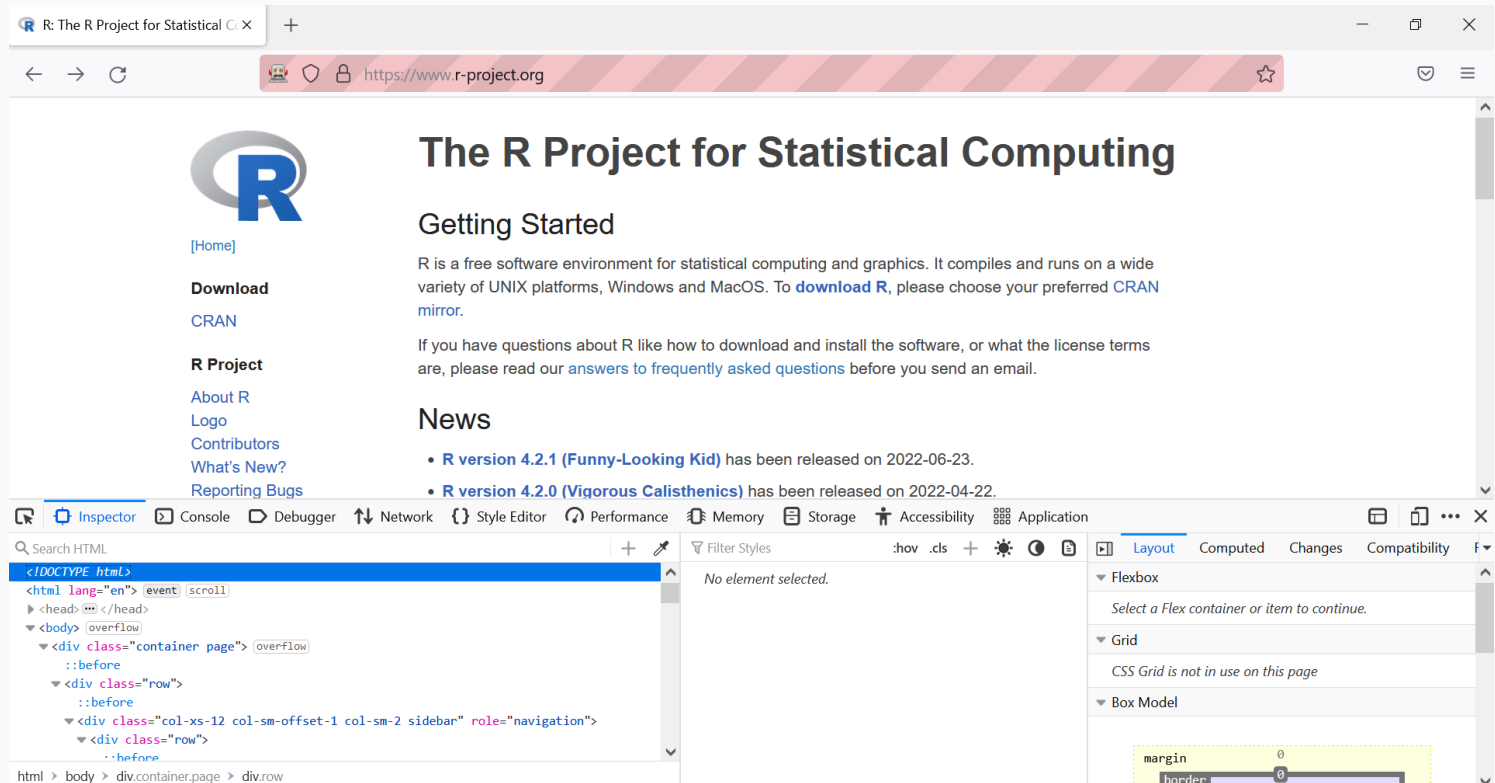 R: The R Project for Statistical Co
https://www.r-project.org
R
[Home]
Download
CRAN
R Project
About R
Logo
Contributors
What's New?
Reporting Bugs
The R Project for Statistical Computing
Getting Started
R is a free software environment for statistical computing and graphics. It compiles and runs on a wide
variety of UNIX platforms, Windows and MacOS. To download R, please choose your preferred CRAN
mirror.
If you have questions about R like how to download and install the software, or what the license terms
are, please read our answers to frequently asked questions before you send an email.
News
• R version 4.2.1 (Funny-Looking Kid) has been released on 2022-06-23.
• R version 4.2.0 (Vigorous Calisthenics) has been released on 2022-04-22.
Inspector Console Debugger Network {} Style Editor Performance Memory Storage Accessibility Application
Search HTML
<!DOCTYPE html>
<html lang="en"> event scroll
<head> ••• </head>
<body> overflow
<div class="container page"> overflow
::before
<div class="row">
::before
<div class="col-xs-12 col-sm-offset-1 col-sm-2 sidebar" role="navigation">
<div class="row">
::before
html > body > div.container.page > div.row
Filter Styles :hov .cls
No element selected.
Layout Computed Changes Compatibility
Flexbox
Select a Flex container or item to continue.
Grid
CSS Grid is not in use on this page
Box Model
margin 0
border 0